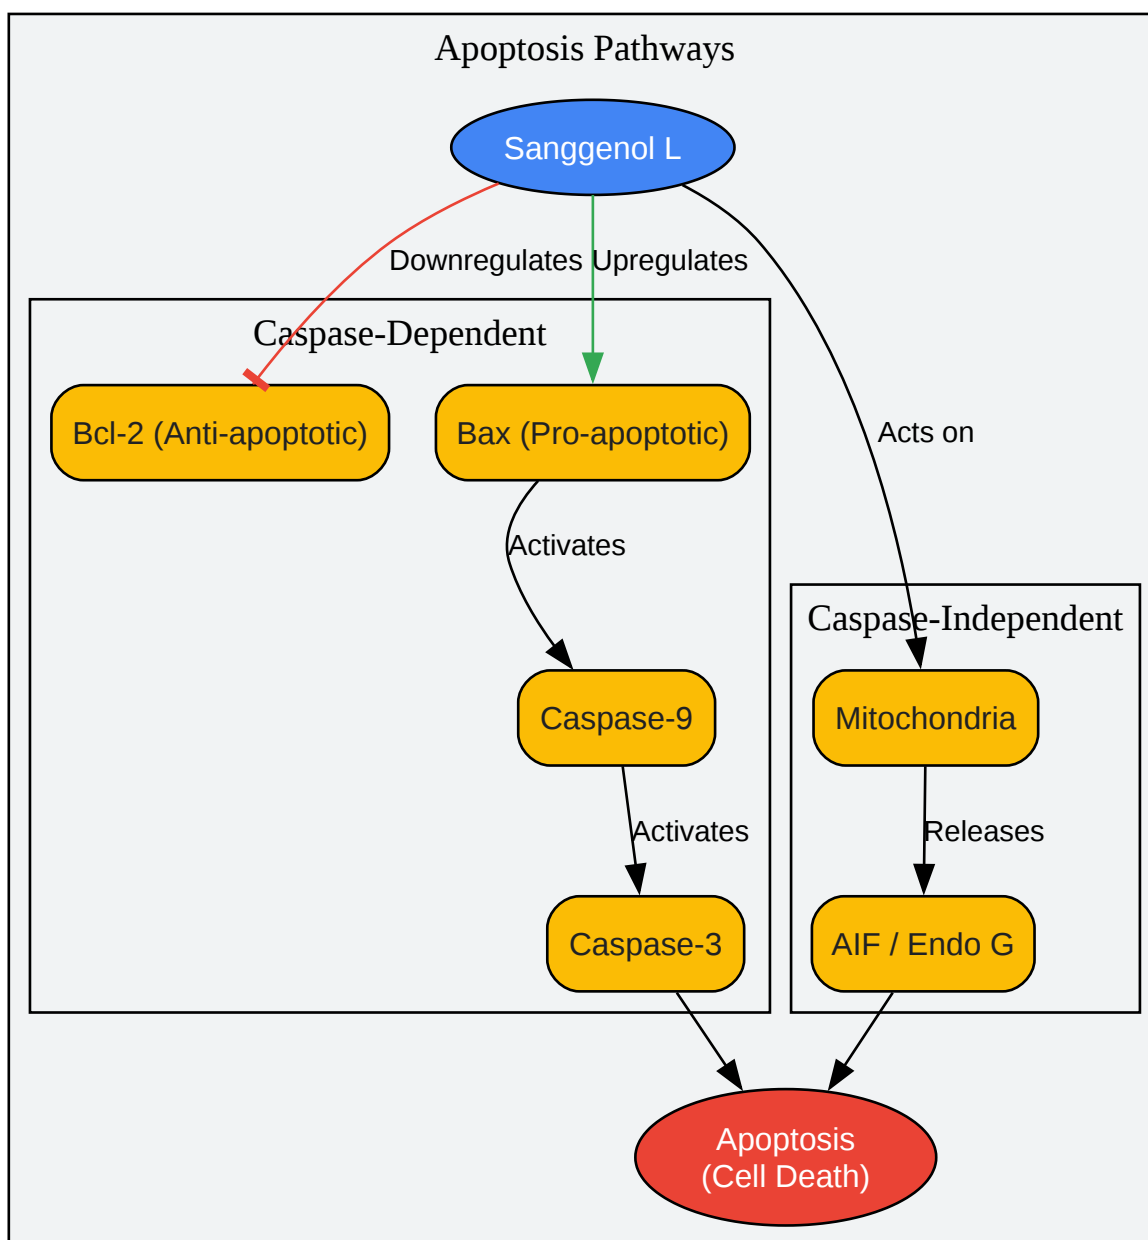 Apoptosis Pathways
Sanggenol L
Downregulates
Upregulates
Caspase-Dependent
Bcl-2 (Anti-apoptotic)
Bax (Pro-apoptotic)
Acts on
Activates
Caspase-Independent
Caspase-9
Mitochondria
Activates
Releases
Caspase-3
AIF / Endo G
Apoptosis
(Cell Death)